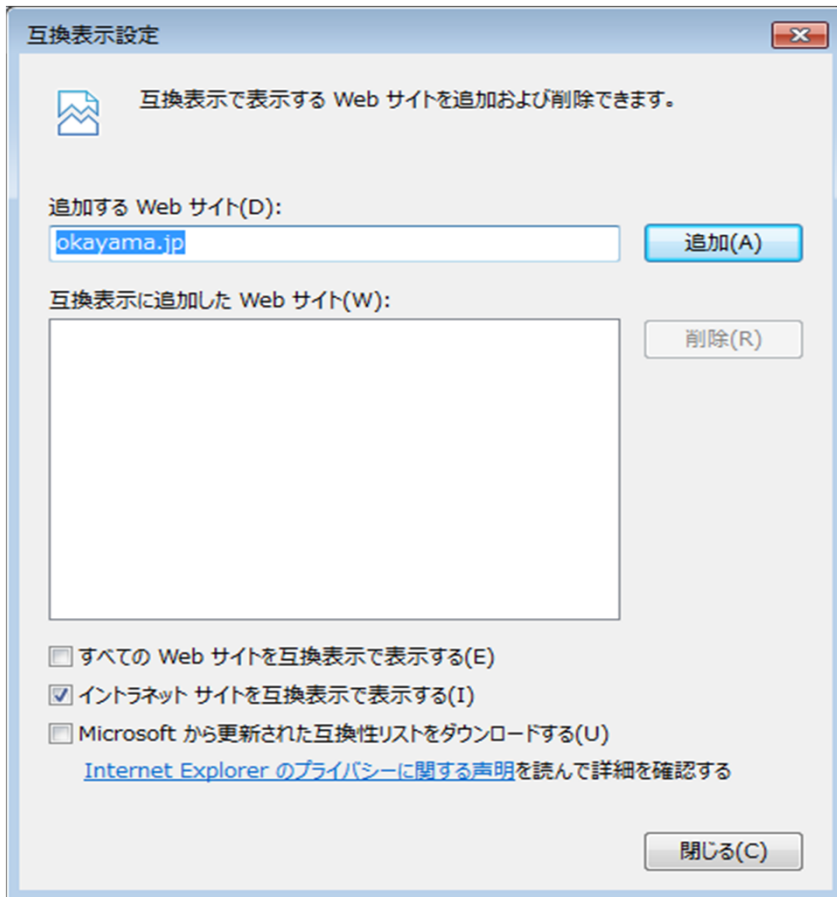 互換表示設定
互換表示で表示する Web サイトを追加および削除できます。
追加する Web サイト(D):
okayama.jp
追加(A)
互換表示に追加した Web サイト(W):
削除(R)
すべての Web サイトを互換表示で表示する(E)
イントラネット サイトを互換表示で表示する(I)
Microsoft から更新された互換性リストをダウンロードする(U)
Internet Explorer のプライバシーに関する声明を読んで詳細を確認する
閉じる(C)